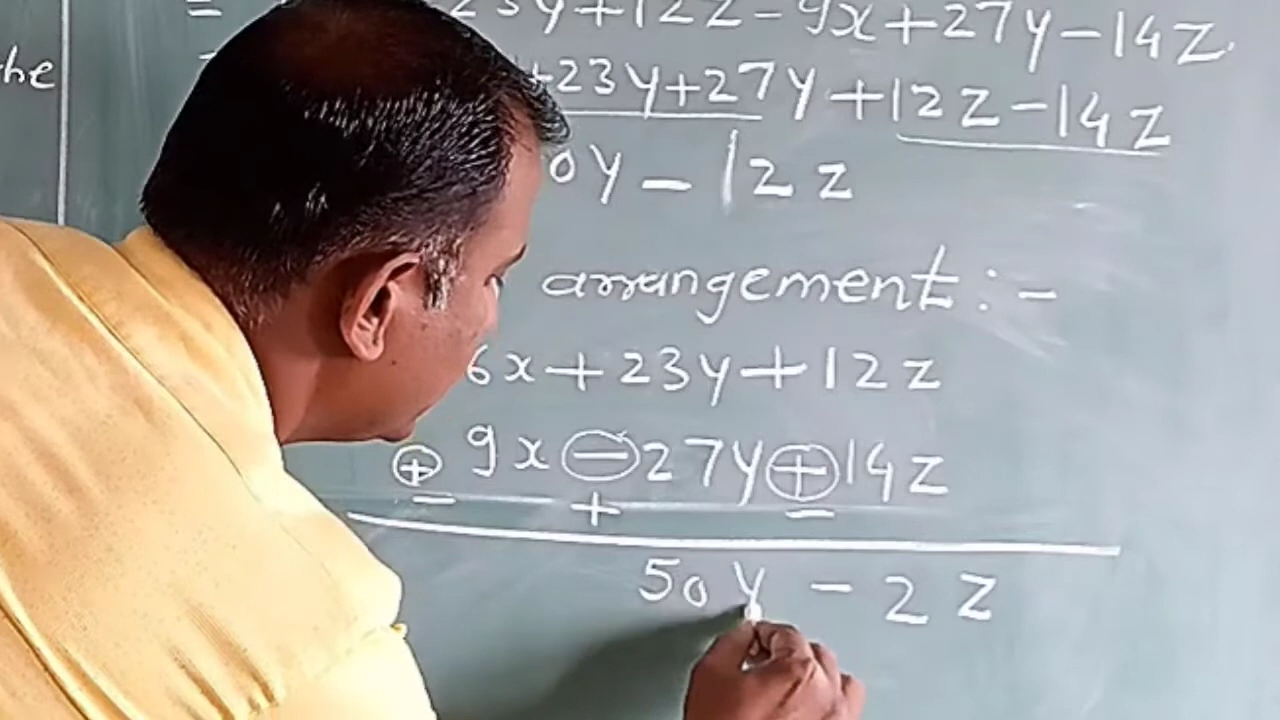 = 23y+12z-9x+27y-14z.
the
+23y+27y+12z-14z
0y-12z
arrangement:-
6x+23y+12z
⊕ 9x⊖27y⊕14z
- + -
50y-2z